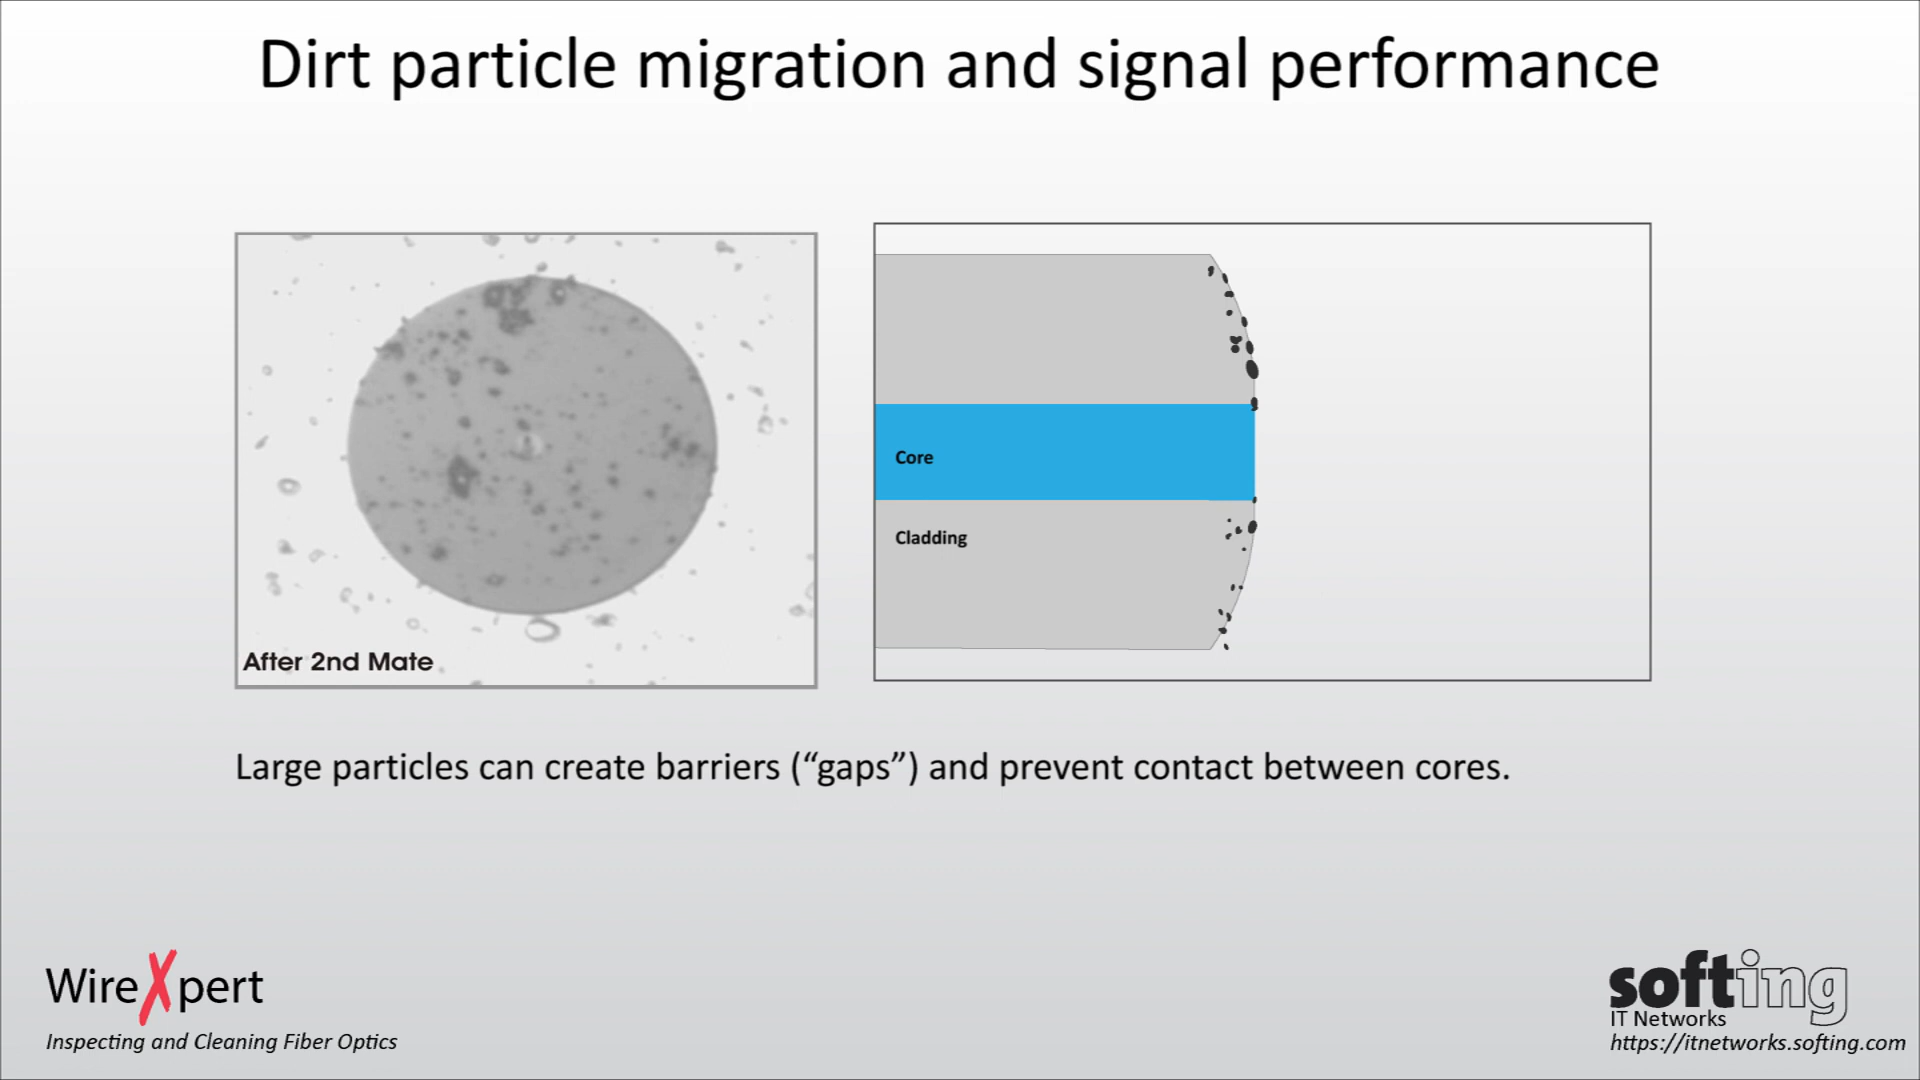 Dirt particle migration and signal performance
After 2nd Mate
Core
Cladding
Large particles can create barriers (“gaps”) and prevent contact between cores.
WireXpert
Inspecting and Cleaning Fiber Optics
softing
IT Networks
https://itnetworks.softing.com